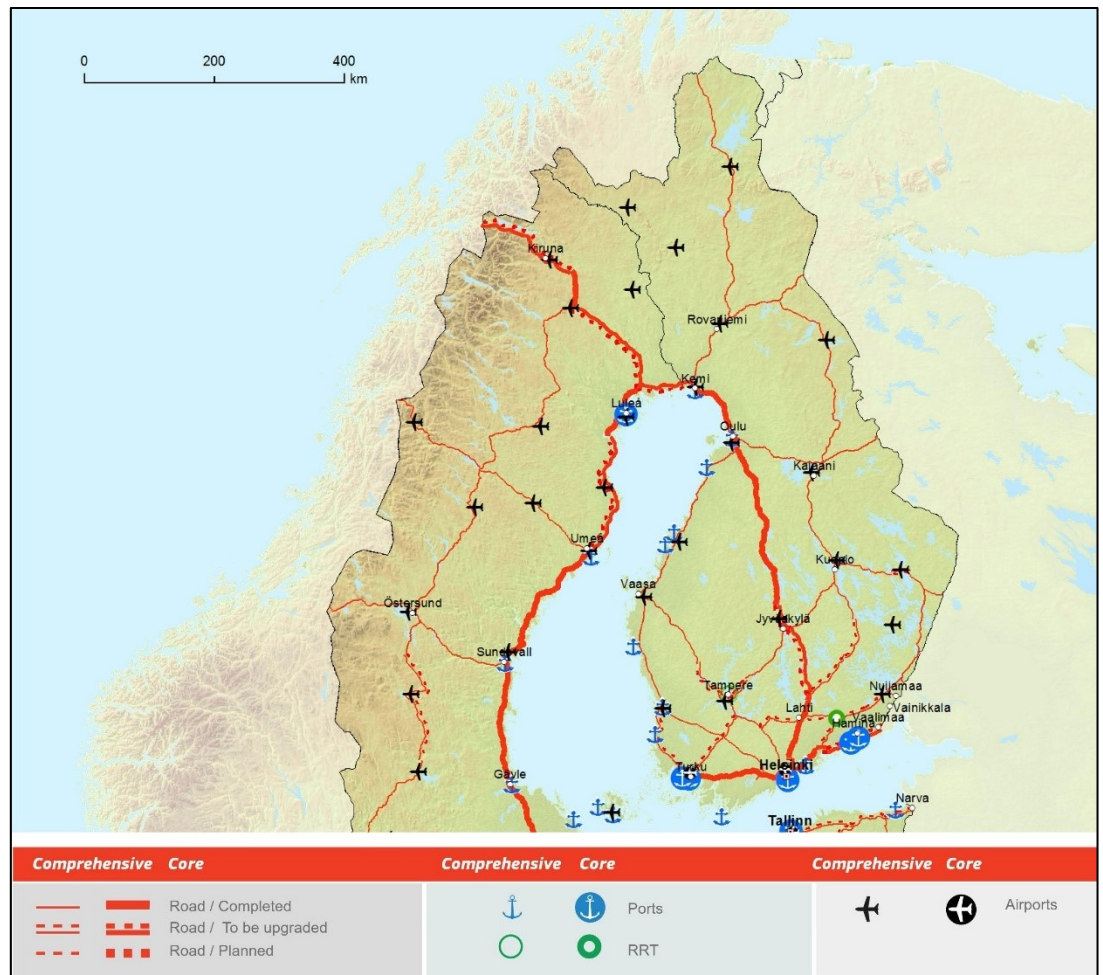 0 200 400
km
Kiruna
Rovaniemi
Kemi
Luleå
Oulu
Kajaani
Umeå
Kuopio
Vaasa
Östersund
Jyväskylä
Sundsvall
Tampere
Nuijamaa
Lahti
Vainikkala
Vaalimaa
Hamina
Turku
Helsinki
Gävle
Narva
Tallinn
Comprehensive Core
Road / Completed
Road / To be upgraded
Road / Planned
Comprehensive Core
Ports
RRT
Comprehensive Core
Airports